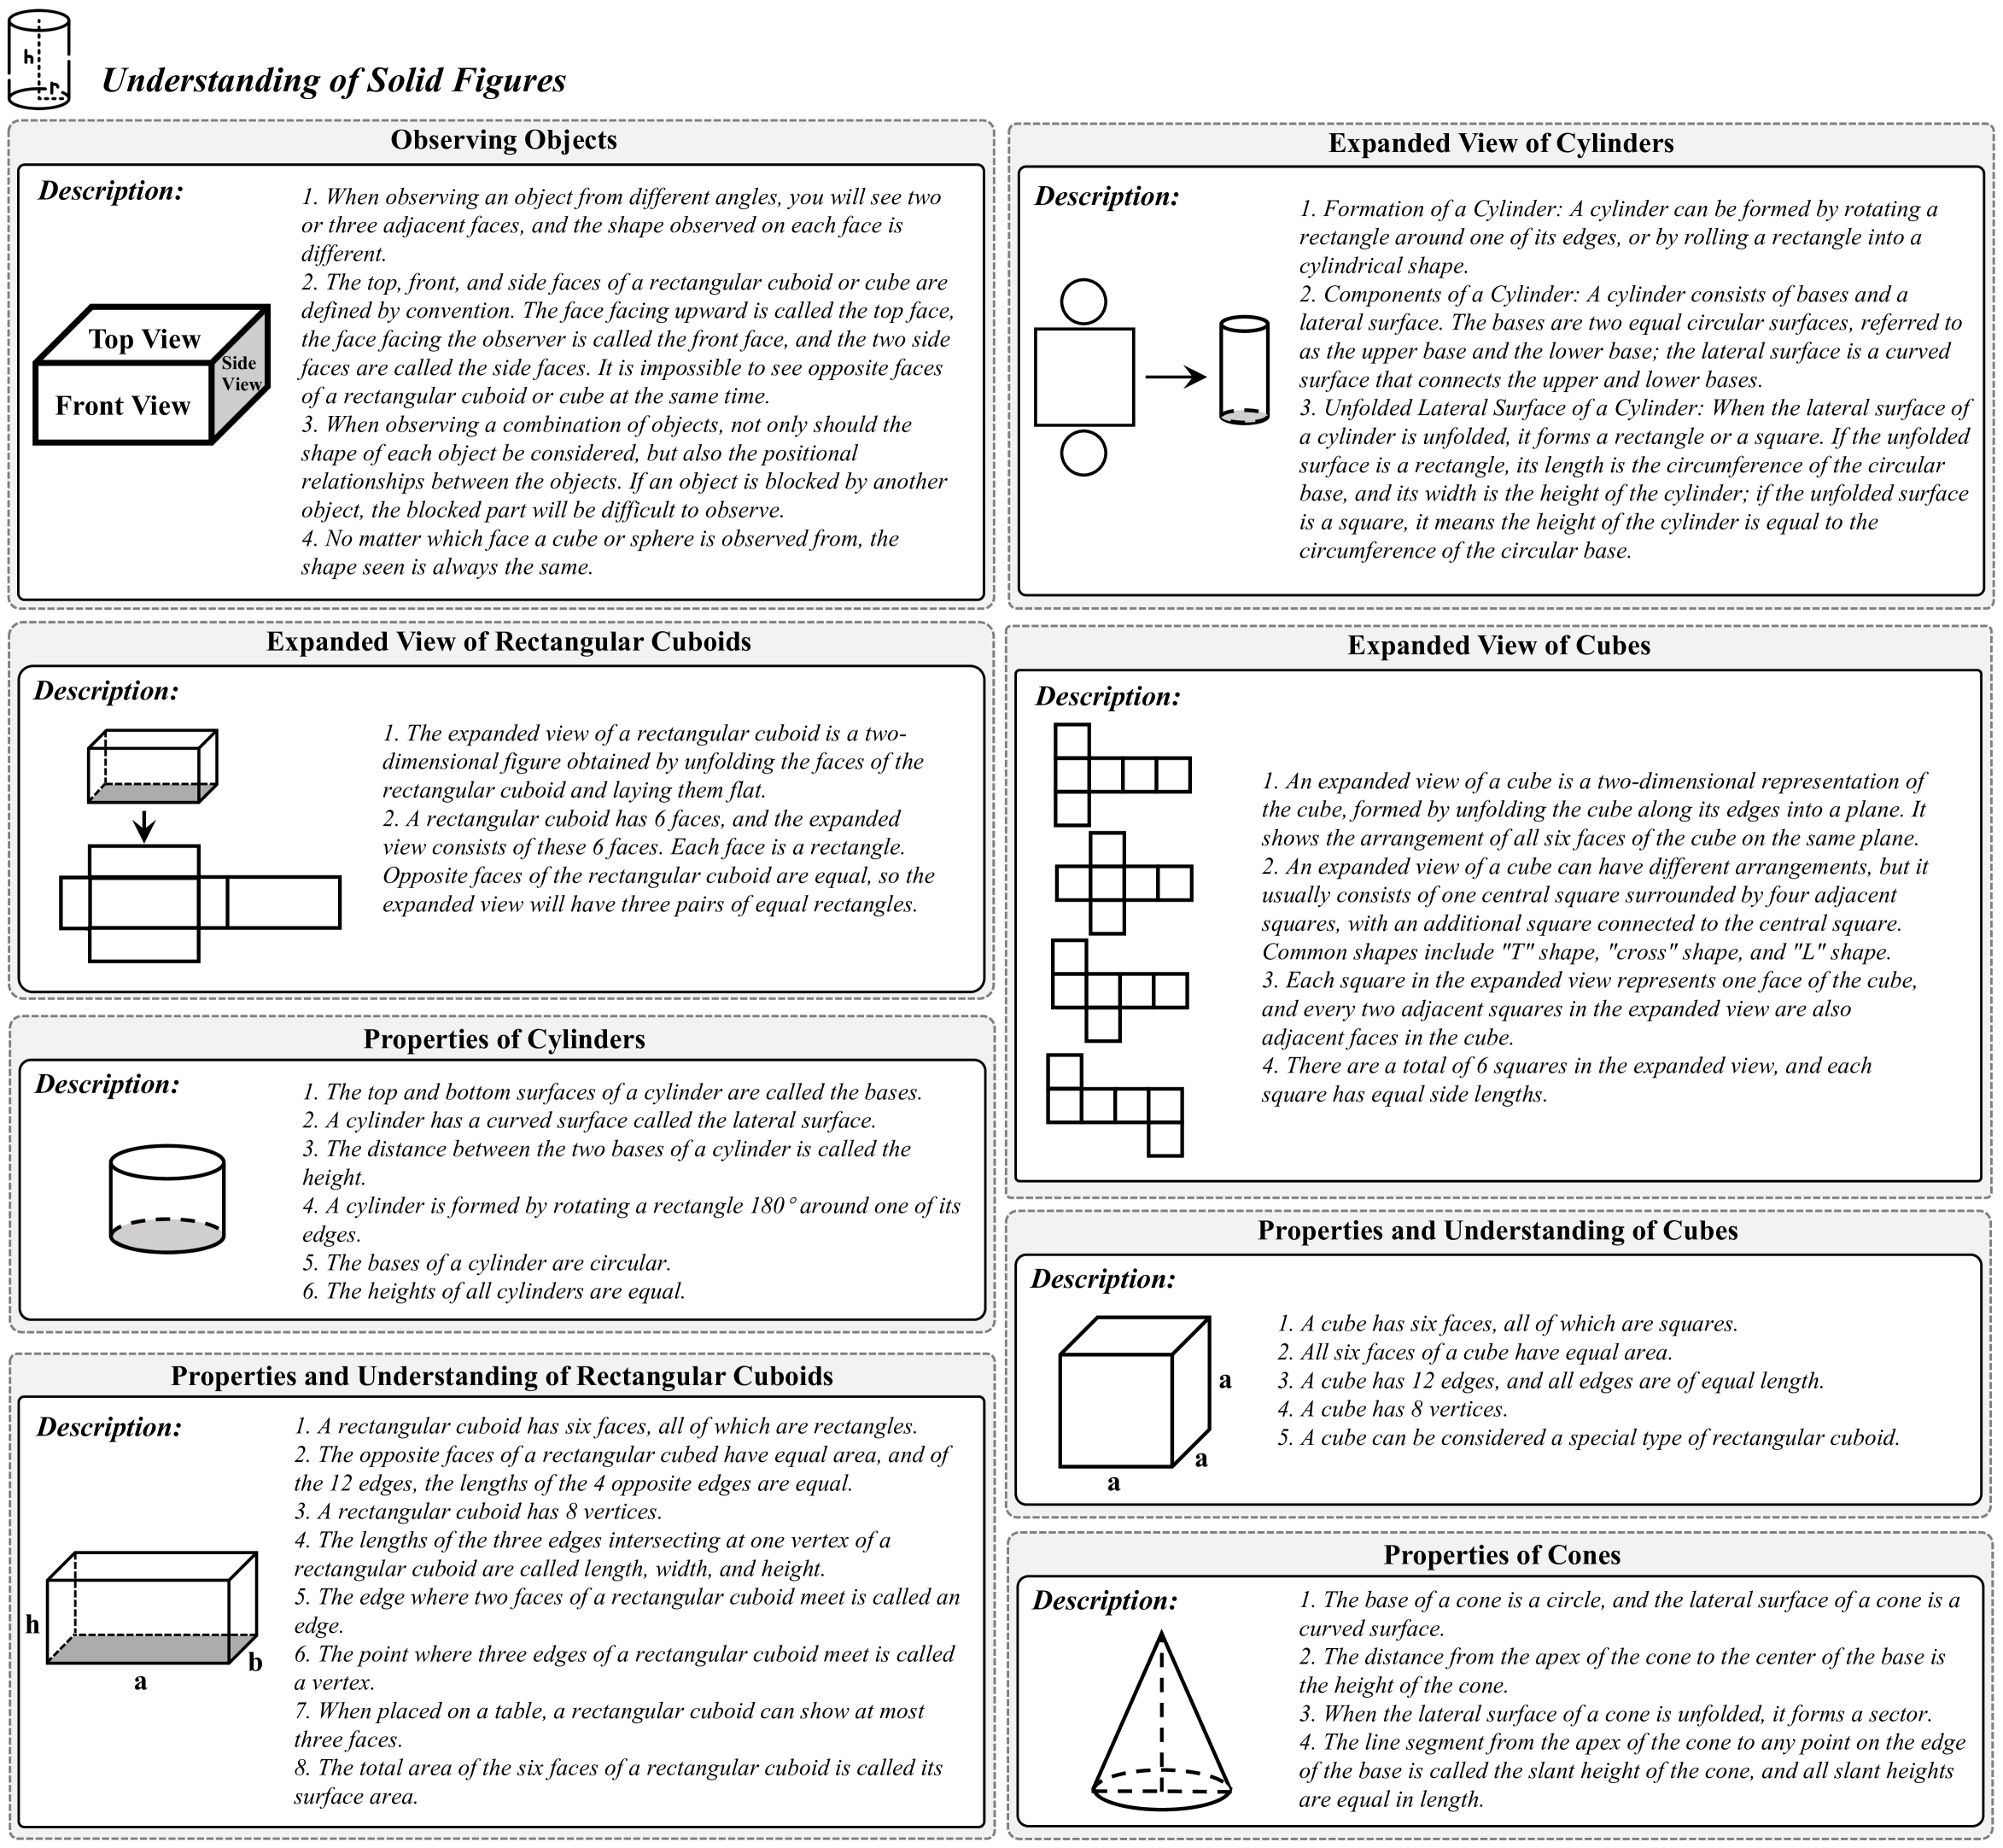 h
r
Understanding of Solid Figures
Observing Objects
Description:
Top View
Side
View
Front View
1. When observing an object from different angles, you will see two
or three adjacent faces, and the shape observed on each face is
different.
2. The top, front, and side faces of a rectangular cuboid or cube are
defined by convention. The face facing upward is called the top face,
the face facing the observer is called the front face, and the two side
faces are called the side faces. It is impossible to see opposite faces
of a rectangular cuboid or cube at the same time.
3. When observing a combination of objects, not only should the
shape of each object be considered, but also the positional
relationships between the objects. If an object is blocked by another
object, the blocked part will be difficult to observe.
4. No matter which face a cube or sphere is observed from, the
shape seen is always the same.
Expanded View of Cylinders
Description:
1. Formation of a Cylinder: A cylinder can be formed by rotating a
rectangle around one of its edges, or by rolling a rectangle into a
cylindrical shape.
2. Components of a Cylinder: A cylinder consists of bases and a
lateral surface. The bases are two equal circular surfaces, referred to
as the upper base and the lower base; the lateral surface is a curved
surface that connects the upper and lower bases.
3. Unfolded Lateral Surface of a Cylinder: When the lateral surface of
a cylinder is unfolded, it forms a rectangle or a square. If the unfolded
surface is a rectangle, its length is the circumference of the circular
base, and its width is the height of the cylinder; if the unfolded surface
is a square, it means the height of the cylinder is equal to the
circumference of the circular base.
Expanded View of Rectangular Cuboids
Description:
1. The expanded view of a rectangular cuboid is a two-
dimensional figure obtained by unfolding the faces of the
rectangular cuboid and laying them flat.
2. A rectangular cuboid has 6 faces, and the expanded
view consists of these 6 faces. Each face is a rectangle.
Opposite faces of the rectangular cuboid are equal, so the
expanded view will have three pairs of equal rectangles.
Expanded View of Cubes
Description:
1. An expanded view of a cube is a two-dimensional representation of
the cube, formed by unfolding the cube along its edges into a plane. It
shows the arrangement of all six faces of the cube on the same plane.
2. An expanded view of a cube can have different arrangements, but it
usually consists of one central square surrounded by four adjacent
squares, with an additional square connected to the central square.
Common shapes include "T" shape, "cross" shape, and "L" shape.
3. Each square in the expanded view represents one face of the cube,
and every two adjacent squares in the expanded view are also
adjacent faces in the cube.
4. There are a total of 6 squares in the expanded view, and each
square has equal side lengths.
Properties of Cylinders
Description:
1. The top and bottom surfaces of a cylinder are called the bases.
2. A cylinder has a curved surface called the lateral surface.
3. The distance between the two bases of a cylinder is called the
height.
4. A cylinder is formed by rotating a rectangle 180° around one of its
edges.
5. The bases of a cylinder are circular.
6. The heights of all cylinders are equal.
Properties and Understanding of Cubes
Description:
a
a
a
1. A cube has six faces, all of which are squares.
2. All six faces of a cube have equal area.
3. A cube has 12 edges, and all edges are of equal length.
4. A cube has 8 vertices.
5. A cube can be considered a special type of rectangular cuboid.
Properties and Understanding of Rectangular Cuboids
Description:
h
b
a
1. A rectangular cuboid has six faces, all of which are rectangles.
2. The opposite faces of a rectangular cubed have equal area, and of
the 12 edges, the lengths of the 4 opposite edges are equal.
3. A rectangular cuboid has 8 vertices.
4. The lengths of the three edges intersecting at one vertex of a
rectangular cuboid are called length, width, and height.
5. The edge where two faces of a rectangular cuboid meet is called an
edge.
6. The point where three edges of a rectangular cuboid meet is called
a vertex.
7. When placed on a table, a rectangular cuboid can show at most
three faces.
8. The total area of the six faces of a rectangular cuboid is called its
surface area.
Properties of Cones
Description:
1. The base of a cone is a circle, and the lateral surface of a cone is a
curved surface.
2. The distance from the apex of the cone to the center of the base is
the height of the cone.
3. When the lateral surface of a cone is unfolded, it forms a sector.
4. The line segment from the apex of the cone to any point on the edge
of the base is called the slant height of the cone, and all slant heights
are equal in length.